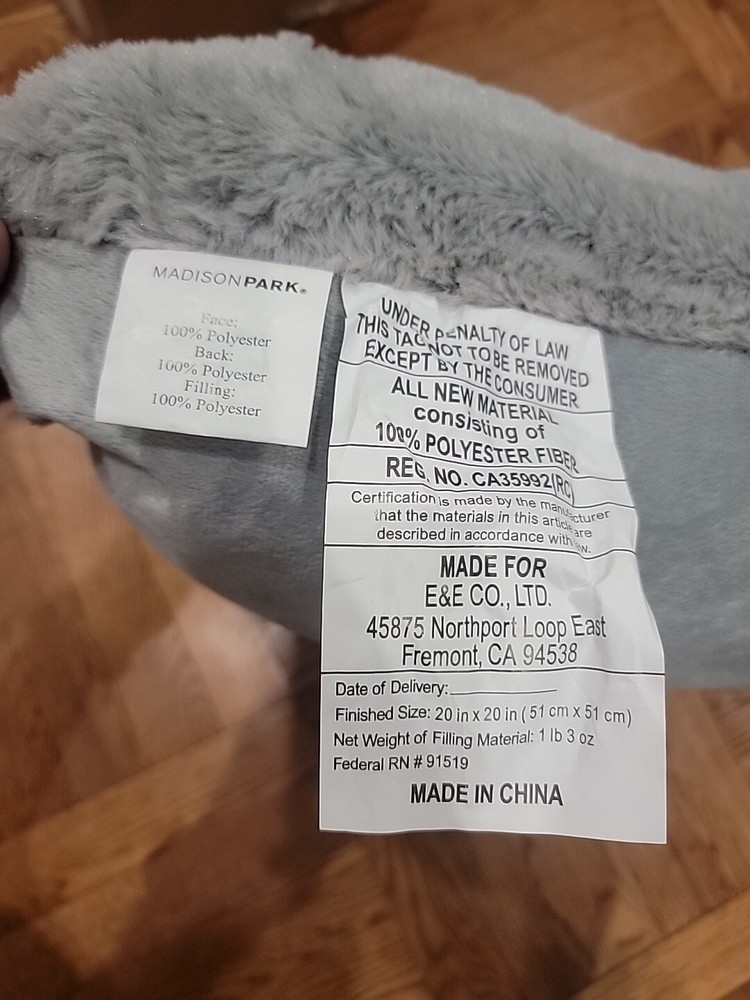 MADISONPARK®
Face:
100% Polyester
Back:
100% Polyester
Filling:
100% Polyester
UNDER PENALTY OF LAW
THIS TAG NOT TO BE REMOVED
EXCEPT BY THE CONSUMER
ALL NEW MATERIAL
consisting of
100% POLYESTER FIBER
REG. NO. CA35992(RC)
Certification is made by the manufacturer
that the materials in this article are
described in accordance with law.
MADE FOR
E&E CO., LTD.
45875 Northport Loop East
Fremont, CA 94538
Date of Delivery:
Finished Size: 20 in x 20 in ( 51 cm x 51 cm)
Net Weight of Filling Material: 1 lb 3 oz
Federal RN # 91519
MADE IN CHINA